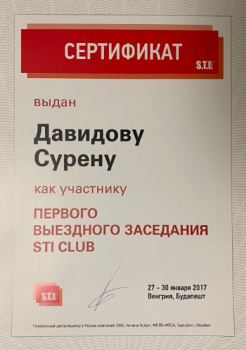 СЕРТИФИКАТ
S.T.I.
выдан
Давидову
Сурену
как участнику
ПЕРВОГО
ВЫЕЗДНОГО ЗАСЕДАНИЯ
STI CLUB
S.T.I.
27 - 30 января 2017
Венгрия, Будапешт